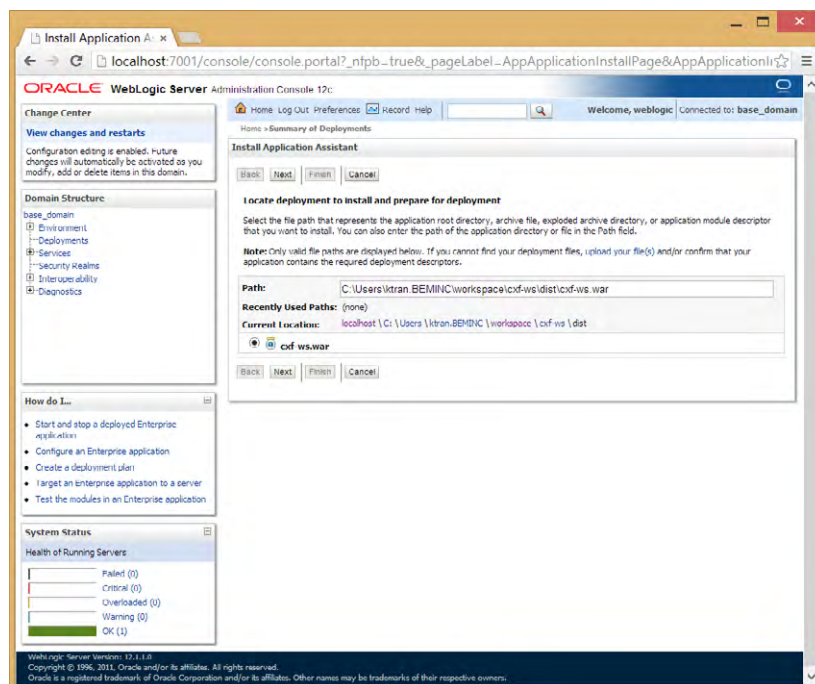 Install Application A
localhost:7001/console/console.portal?_nfpb=true&_pageLabel=AppApplicationInstallPage&AppApplicationI
ORACLE WebLogic Server Administration Console 12c
Change Center
View changes and restarts
Configuration editing is enabled. Future
changes will automatically be activated as you
modify, add or delete items in this domain.
Domain Structure
base_domain
Environment
Deployments
Services
Security Realms
Interoperability
Diagnostics
How do I...
Start and stop a deployed Enterprise
application
Configure an Enterprise application
Create a deployment plan
Target an Enterprise application to a server
Test the modules in an Enterprise application
System Status
Health of Running Servers
Failed (0)
Critical (0)
Overloaded (0)
Warning (0)
OK (1)
Home Log Out Preferences Record Help
Welcome, weblogic Connected to: base_domain
Home >Summary of Deployments
Install Application Assistant
Back Next Finish Cancel
Locate deployment to install and prepare for deployment
Select the file path that represents the application root directory, archive file, exploded archive directory, or application module descriptor
that you want to install. You can also enter the path of the application directory or file in the Path field.
Note: Only valid file paths are displayed below. If you cannot find your deployment files, upload your file(s) and/or confirm that your
application contains the required deployment descriptors.
Path: C:\Users\ktran.BEMINC\workspace\cxf-ws\dist\cxf-ws.war
Recently Used Paths: (none)
Current Location: localhost \ C: \ Users \ ktran.BEMINC \ workspace \ cxf-ws \ dist
cxf-ws.war
Back Next Finish Cancel
WebLogic Server Version: 12.1.1.0
Copyright © 1996, 2011, Oracle and/or its affiliates. All rights reserved.
Oracle is a registered trademark of Oracle Corporation and/or its affiliates. Other names may be trademarks of their respective owners.